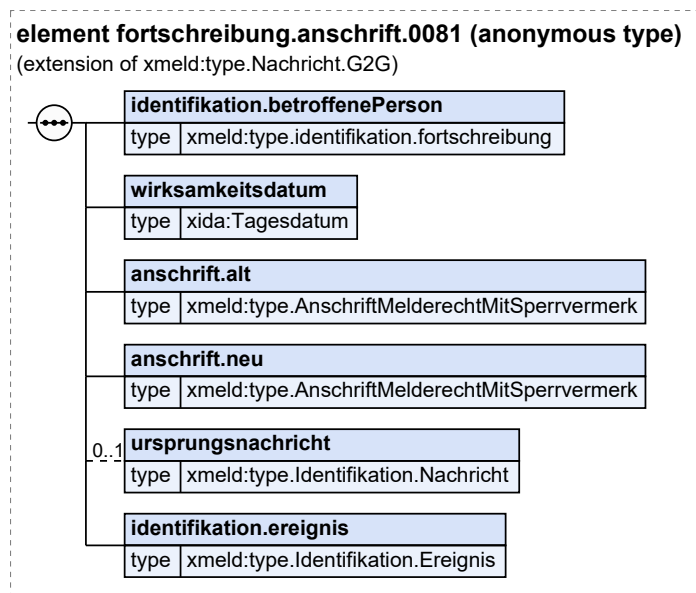 element fortschreibung.anschrift.0081 (anonymous type)
(extension of xmeld:type.Nachricht.G2G)
identifikation.betroffenePerson
type xmeld:type.identifikation.fortschreibung
wirksamkeitsdatum
type xida:Tagesdatum
anschrift.alt
type xmeld:type.AnschriftMelderechtMitSperrvermerk
anschrift.neu
type xmeld:type.AnschriftMelderechtMitSperrvermerk
0..1 ursprungsnachricht
type xmeld:type.Identifikation.Nachricht
identifikation.ereignis
type xmeld:type.Identifikation.Ereignis